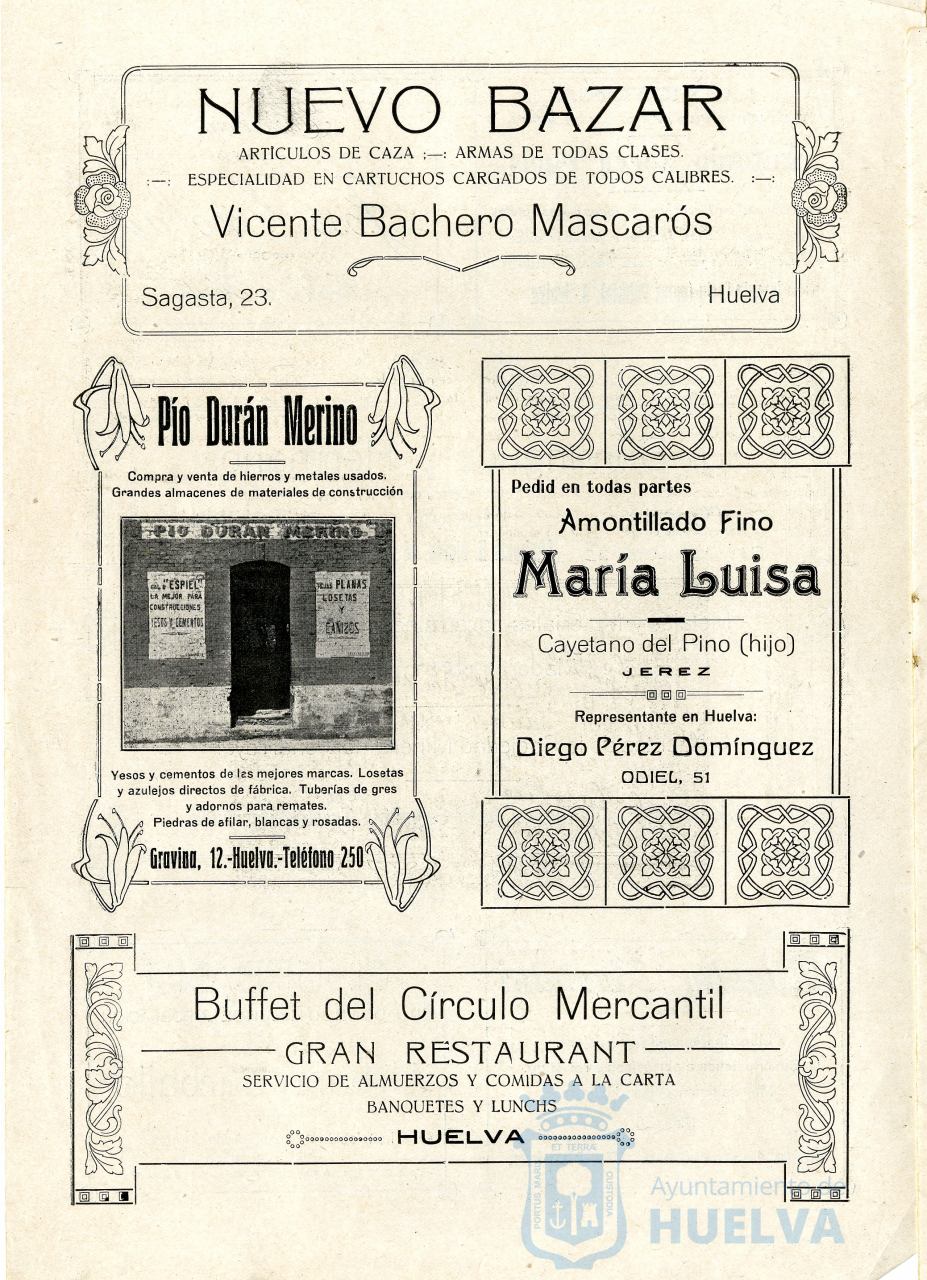 NUEVO BAZAR
ARTÍCULOS DE CAZA :—: ARMAS DE TODAS CLASES.
:—: ESPECIALIDAD EN CARTUCHOS CARGADOS DE TODOS CALIBRES. :—:
Vicente Bachero Mascarós
Sagasta, 23. Huelva
Pío Durán Merino
Compra y venta de hierros y metales usados.
Grandes almacenes de materiales de construcción
PIO DURAN MERINO
"ESPIEL"
LA MEJOR PARA
CONSTRUCCIONES
YESOS Y CEMENTOS
PLANAS
LOSETAS
Y
CAÑIZOS
Yesos y cementos de las mejores marcas. Losetas
y azulejos directos de fábrica. Tuberías de gres
y adornos para remates.
Piedras de afilar, blancas y rosadas.
Gravina, 12.-Huelva.-Teléfono 250
Pedid en todas partes
Amontillado Fino
María Luisa
Cayetano del Pino (hijo)
JEREZ
Representante en Huelva:
Diego Pérez Domínguez
ODIEL, 51
Buffet del Círculo Mercantil
GRAN RESTAURANT
SERVICIO DE ALMUERZOS Y COMIDAS A LA CARTA
BANQUETES Y LUNCHS
HUELVA
PORTUS MARIS
ET TERRA
CUSTODIA
Ayuntamiento de
HUELVA